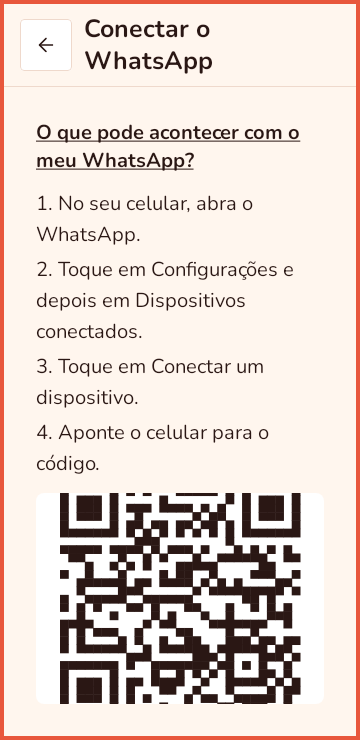 Conectar o
WhatsApp
O que pode acontecer com o
meu WhatsApp?
1. No seu celular, abra o
WhatsApp.
2. Toque em Configurações e
depois em Dispositivos
conectados.
3. Toque em Conectar um
dispositivo.
4. Aponte o celular para o
código.